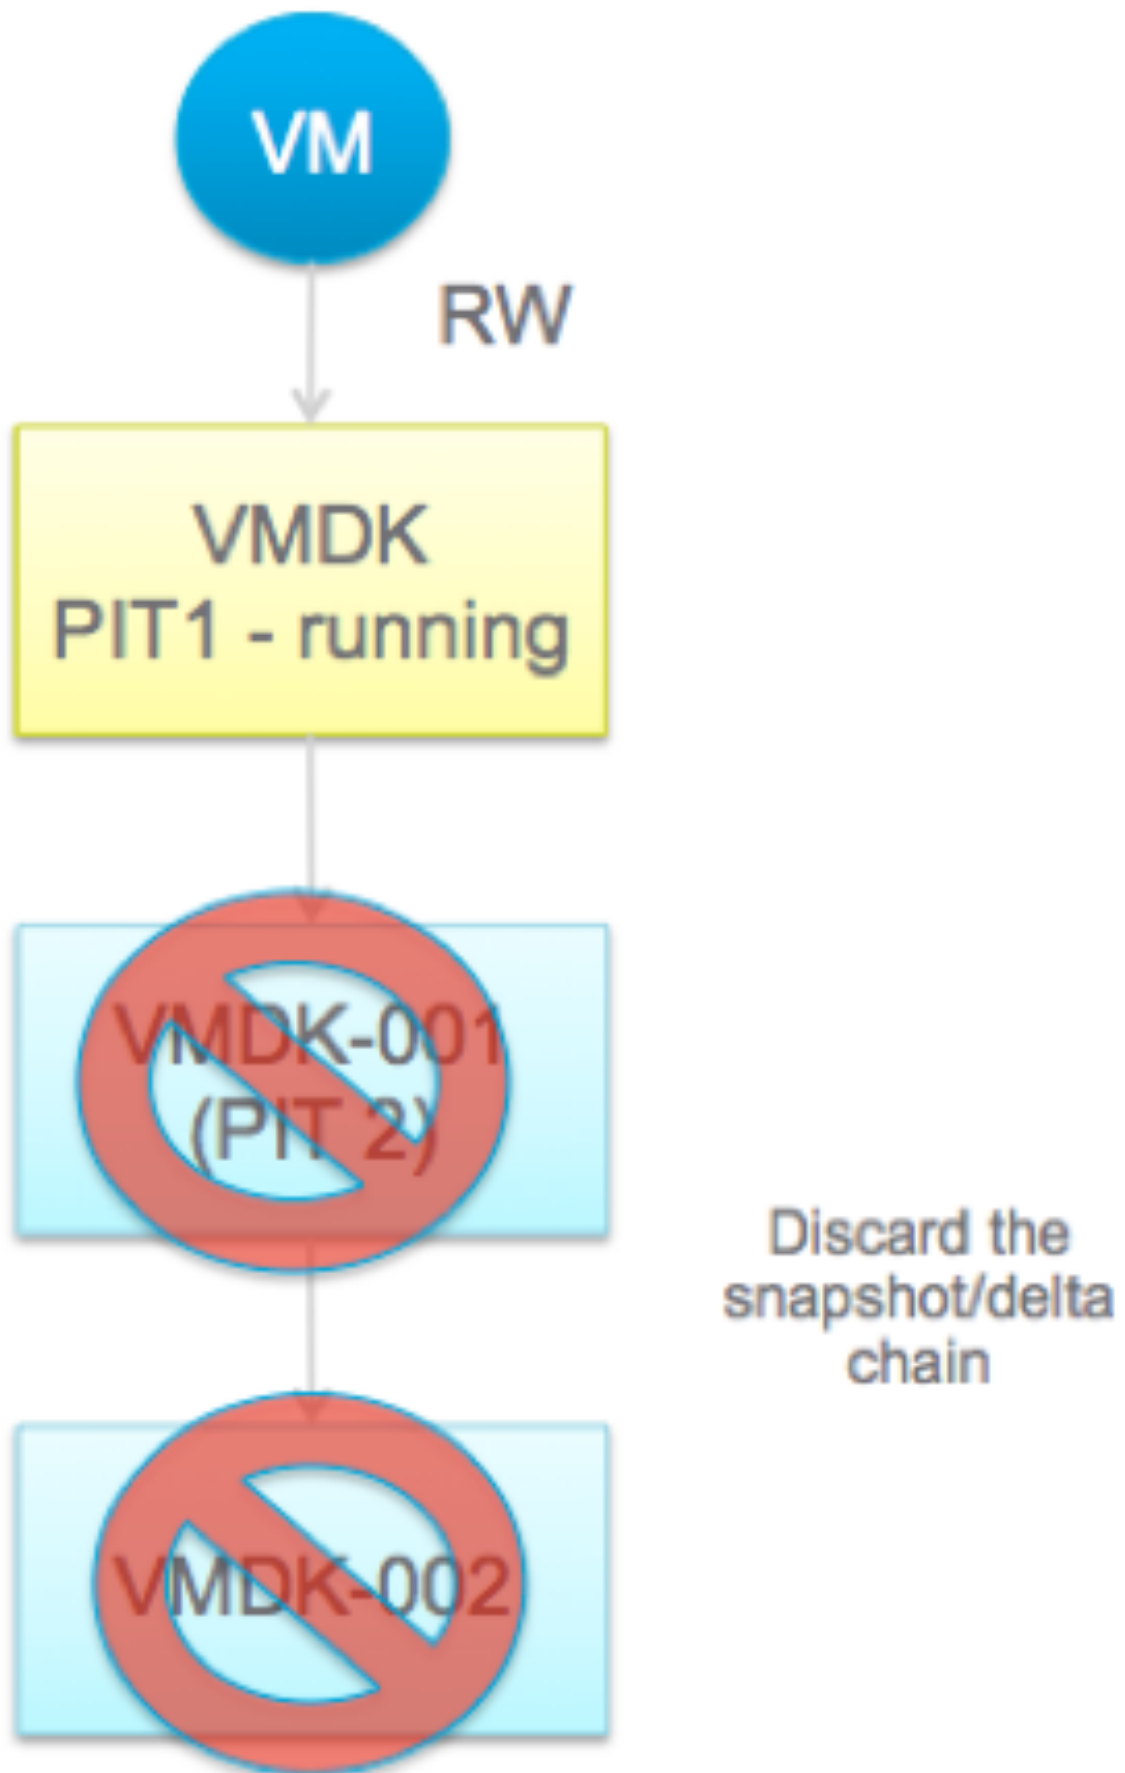 VM
RW
VMDK
PIT1 - running
VMDK-001
(PIT 2)
Discard the
snapshot/delta
chain
VMDK-002